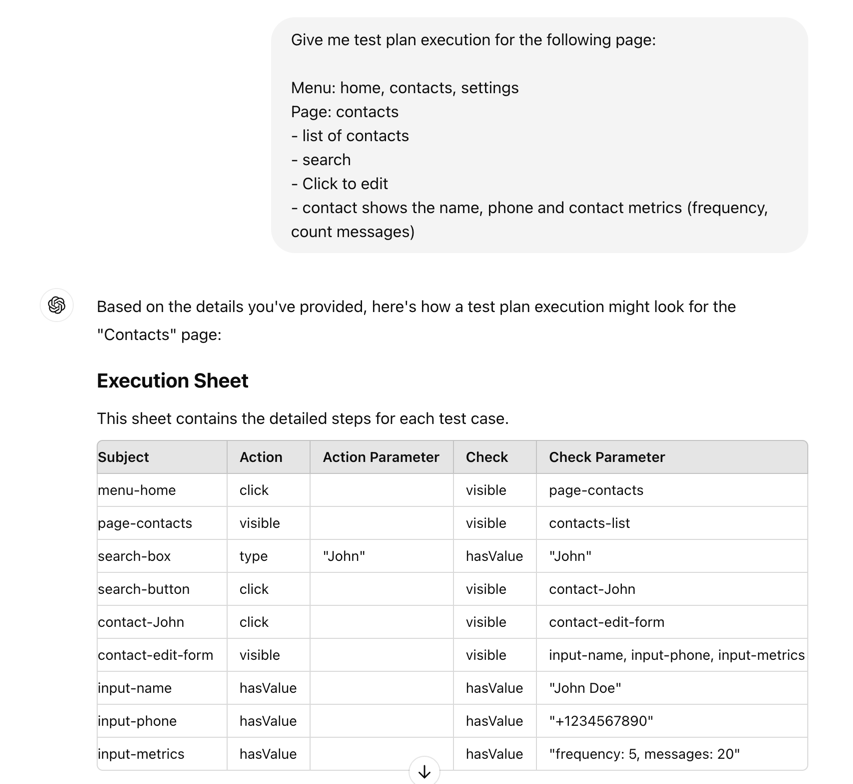 Give me test plan execution for the following page:
Menu: home, contacts, settings
Page: contacts
- list of contacts
- search
- Click to edit
- contact shows the name, phone and contact metrics (frequency,
count messages)
Based on the details you've provided, here's how a test plan execution might look for the
"Contacts" page:
Execution Sheet
This sheet contains the detailed steps for each test case.
Subject Action Action Parameter Check Check Parameter
menu-home click visible page-contacts
page-contacts visible visible contacts-list
search-box type "John" hasValue "John"
search-button click visible contact-John
contact-John click visible contact-edit-form
contact-edit-form visible visible input-name, input-phone, input-metrics
input-name hasValue hasValue "John Doe"
input-phone hasValue hasValue "+1234567890"
input-metrics hasValue hasValue "frequency: 5, messages: 20"